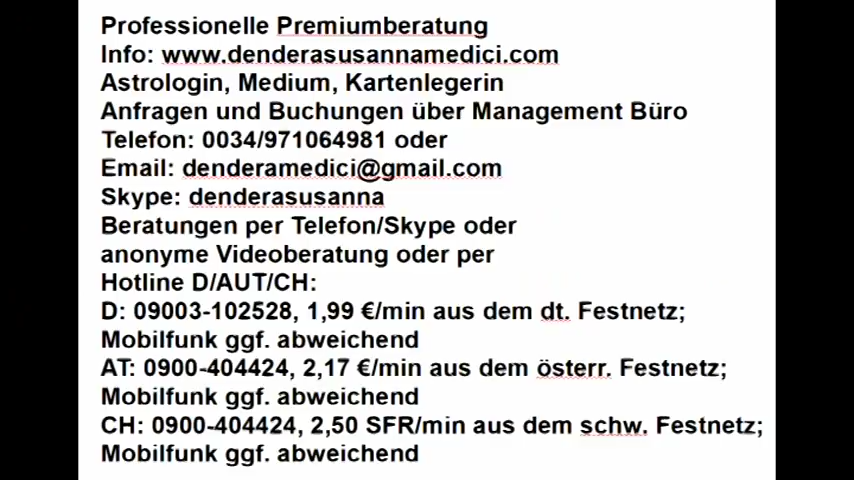 Professionelle Premiumberatung
Info: www.denderasusannamedici.com
Astrologin, Medium, Kartenlegerin
Anfragen und Buchungen über Management Büro
Telefon: 0034/971064981 oder
Email: denderamedici@gmail.com
Skype: denderasusanna
Beratungen per Telefon/Skype oder
anonyme Videoberatung oder per
Hotline D/AUT/CH:
D: 09003-102528, 1,99 €/min aus dem dt. Festnetz;
Mobilfunk ggf. abweichend
AT: 0900-404424, 2,17 €/min aus dem österr. Festnetz;
Mobilfunk ggf. abweichend
CH: 0900-404424, 2,50 SFR/min aus dem schw. Festnetz;
Mobilfunk ggf. abweichend